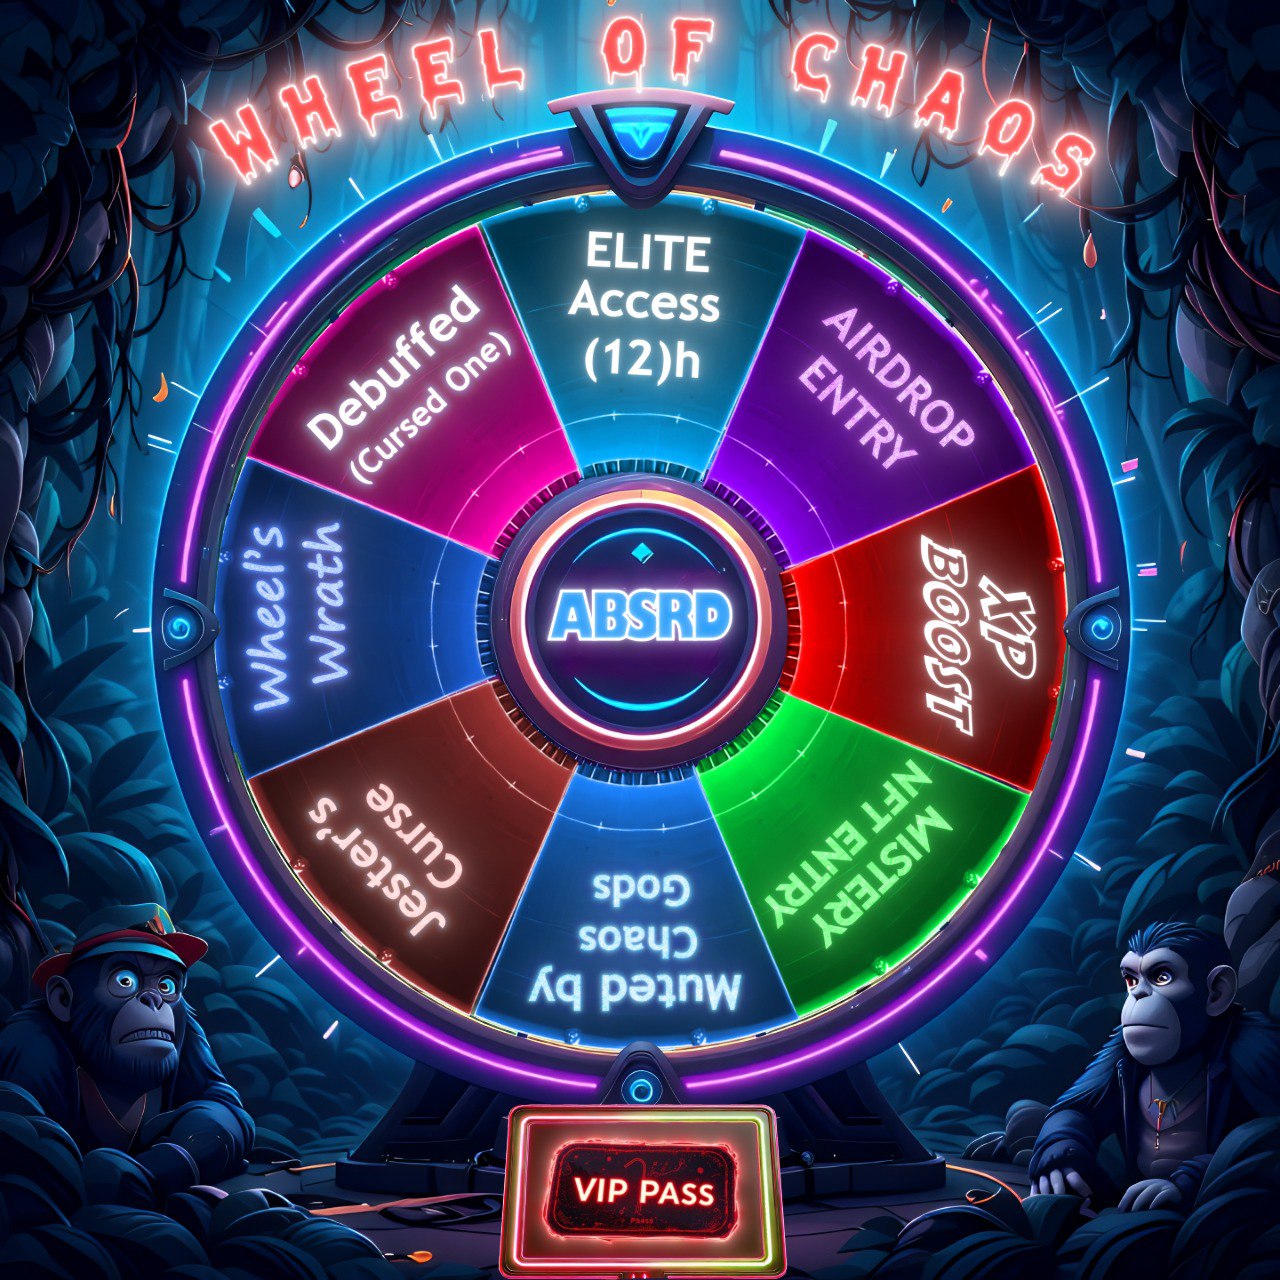 WHEEL OF CHAOS
ELITE
Access
(12)h
AIRDROP
ENTRY
XP
BOOST
MISTERY
NFT ENTRY
Muted by
Chaos
Gods
Jester's
Curse
Wheel's
Wrath
Debuffed
(Cursed One)
ABSRD
VIP PASS